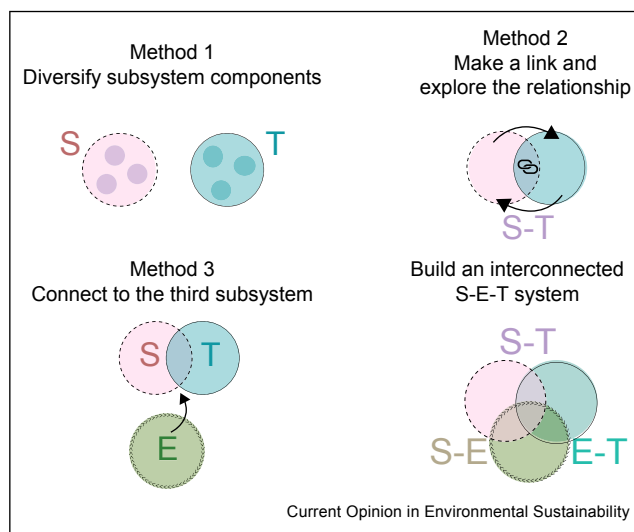 Method 1
Diversify subsystem components
S
T
Method 2
Make a link and
explore the relationship
S-T
Method 3
Connect to the third subsystem
S
T
E
Build an interconnected
S-E-T system
S-T
S-E
E-T
Current Opinion in Environmental Sustainability